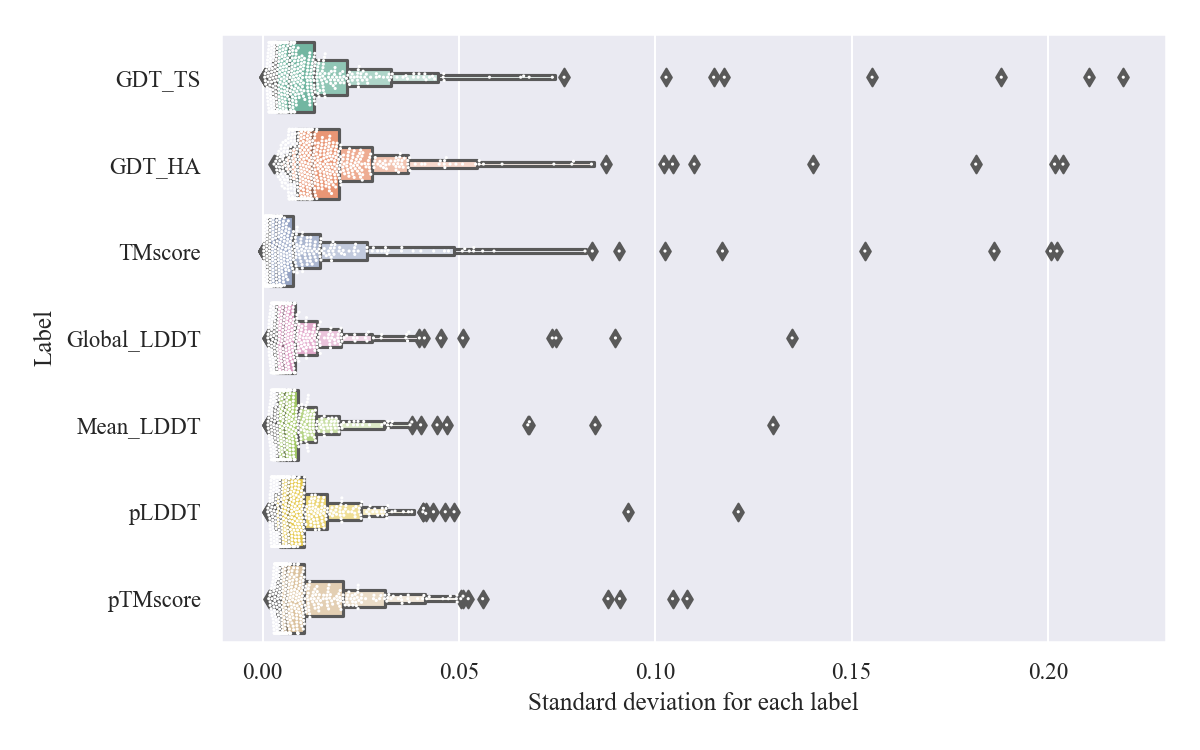 GDT_TS
GDT_HA
TMscore
Global_LDDT
Mean_LDDT
pLDDT
pTMscore
Label
0.00 0.05 0.10 0.15 0.20
Standard deviation for each label